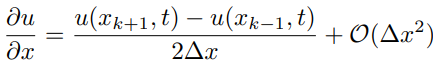 ∂u/∂x = (u(x_{k+1}, t) − u(x_{k−1}, t))/(2Δx) + 𝒪(Δx²)